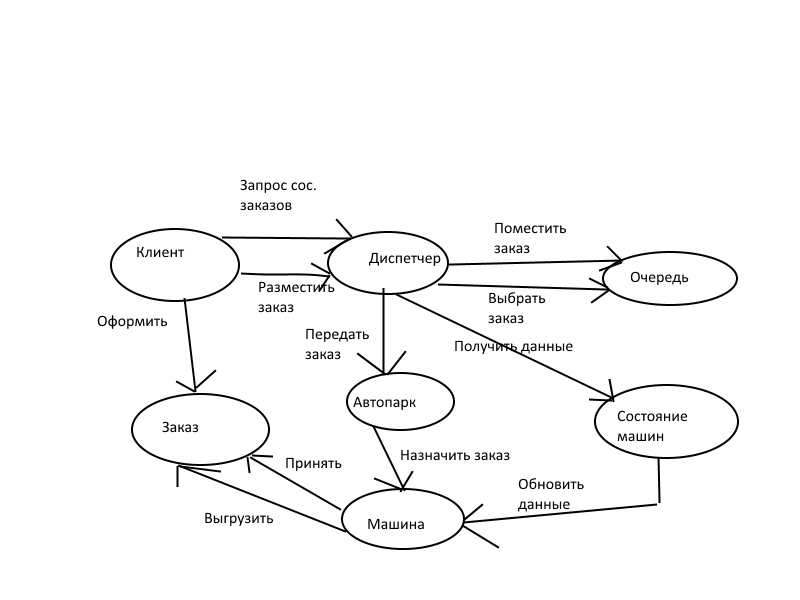 Запрос сос.
заказов
Поместить
заказ
Клиент
Диспетчер
Очередь
Разместить
заказ
Выбрать
заказ
Оформить
Передать
заказ
Получить данные
Автопарк
Состояние
машин
Заказ
Назначить заказ
Принять
Обновить
данные
Выгрузить
Машина